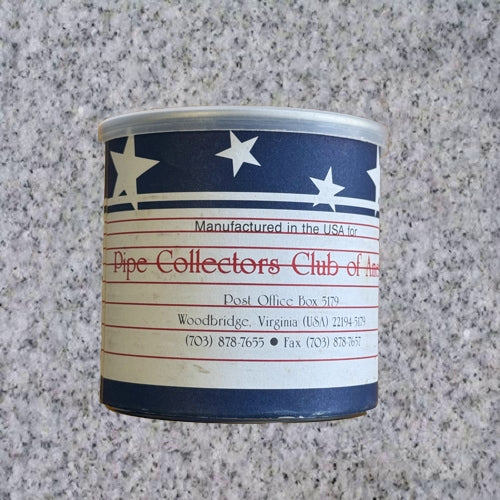 Manufactured in the USA for
Pipe Collectors Club of
Post Office Box 5179
Woodbridge, Virginia (USA) 22194-5179
(703) 878-7655 ● Fax (703) 878-7657